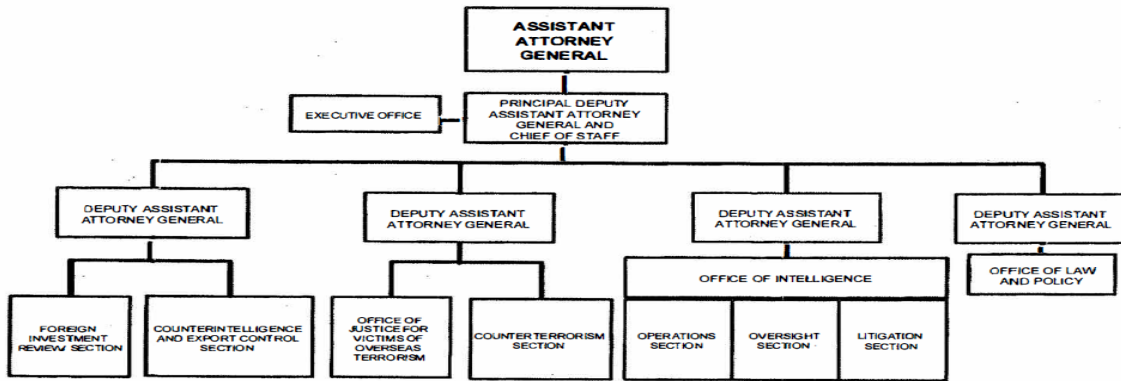 ASSISTANT
ATTORNEY
GENERAL
PRINCIPAL DEPUTY
ASSISTANT ATTORNEY
GENERAL AND
CHIEF OF STAFF
EXECUTIVE OFFICE
DEPUTY ASSISTANT
ATTORNEY GENERAL
DEPUTY ASSISTANT
ATTORNEY GENERAL
DEPUTY ASSISTANT
ATTORNEY GENERAL
DEPUTY ASSISTANT
ATTORNEY GENERAL
FOREIGN
INVESTMENT
REVIEW SECTION
COUNTERINTELLIGENCE
AND EXPORT CONTROL
SECTION
OFFICE OF
JUSTICE FOR
VICTIMS OF
OVERSEAS
TERRORISM
COUNTERTERRORISM
SECTION
OFFICE OF INTELLIGENCE
OPERATIONS
SECTION
OVERSIGHT
SECTION
LITIGATION
SECTION
OFFICE OF LAW
AND POLICY